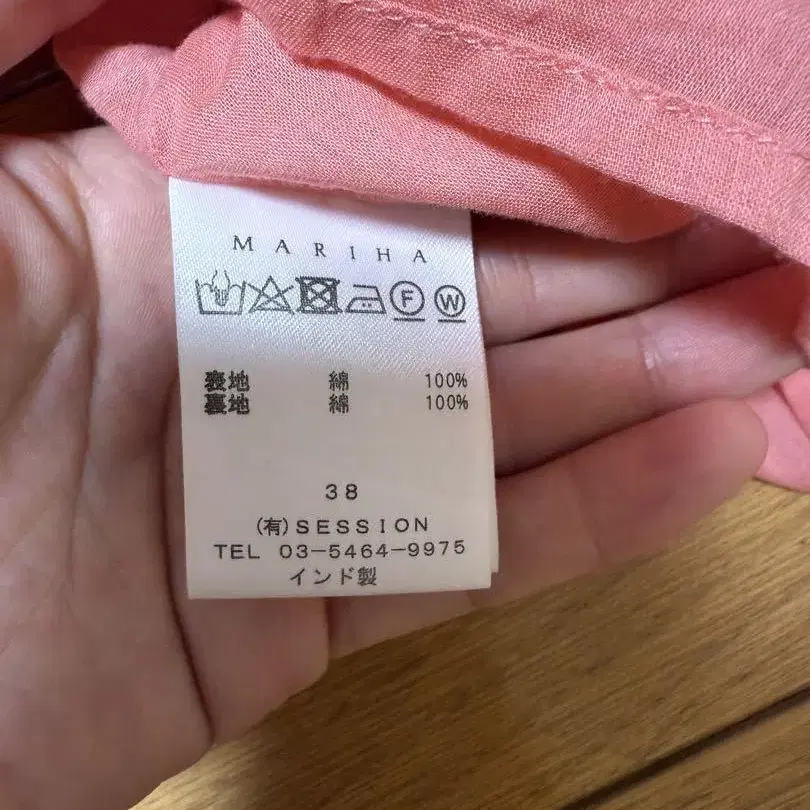 MARIHA
F W
表地 綿 100%
裏地 綿 100%
38
(有)SESSION
TEL 03-5464-9975
インド製